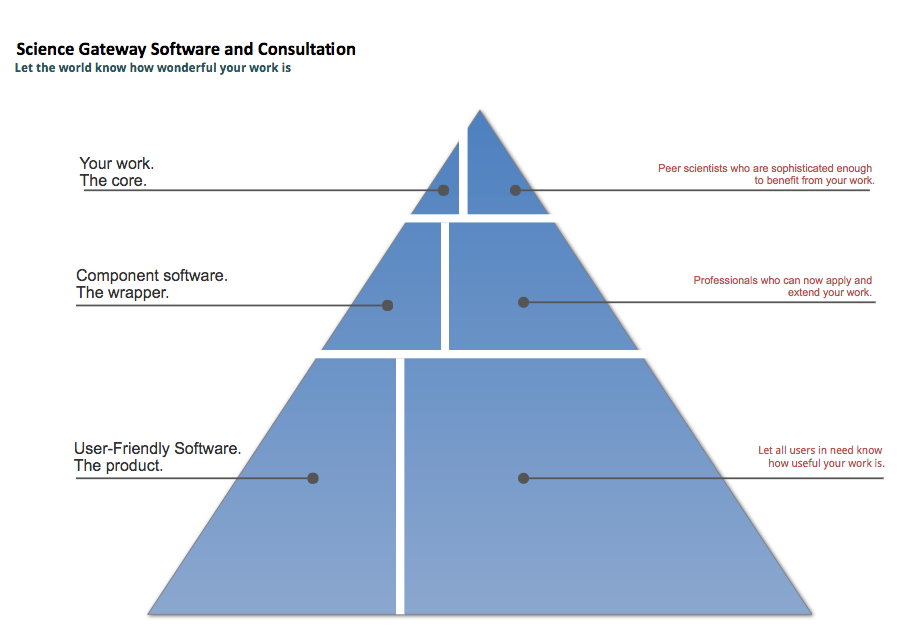 Science Gateway Software and Consultation
Let the world know how wonderful your work is
Your work.
The core.
Peer scientists who are sophisticated enough
to benefit from your work.
Component software.
The wrapper.
Professionals who can now apply and
extend your work.
User-Friendly Software.
The product.
Let all users in need know
how useful your work is.